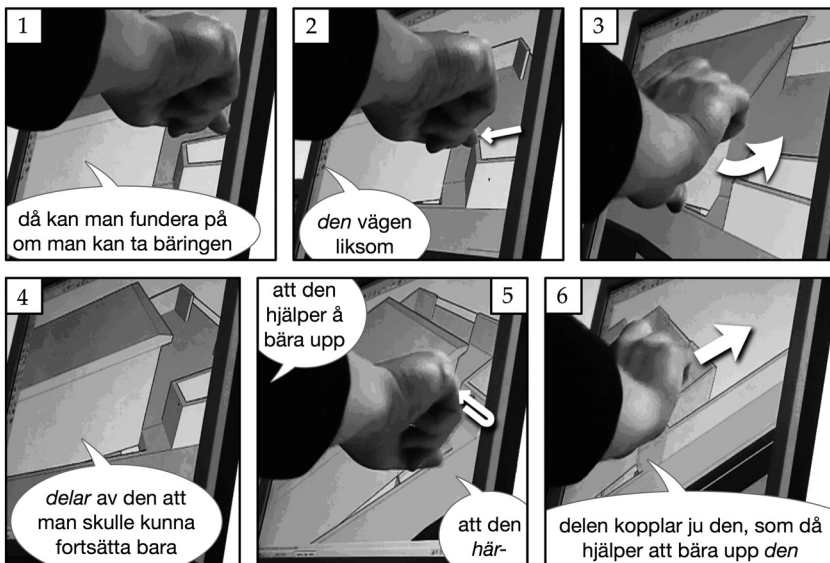 1
då kan man fundera på
om man kan ta bäringen
2
den vägen
liksom
3
4
delar av den att
man skulle kunna
fortsätta bara
5
att den
hjälper å
bära upp
att den
här-
6
delen kopplar ju den, som då
hjälper att bära upp den